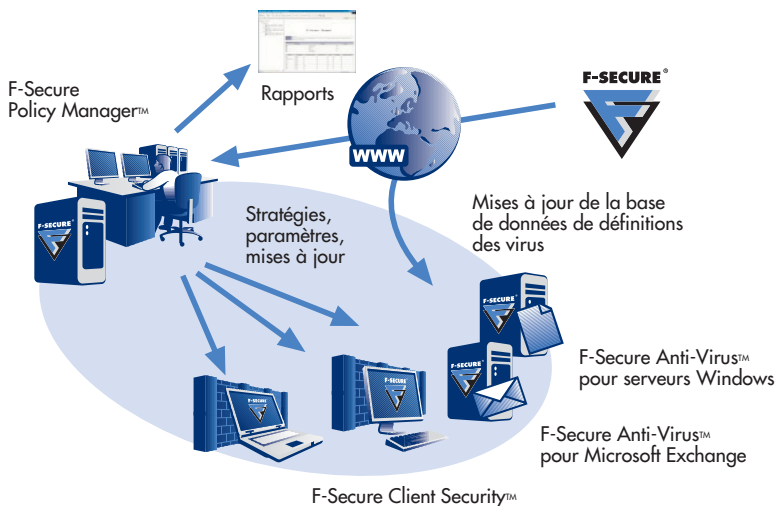 F-Secure
Policy Manager™
Rapports
WWW
F-SECURE®
Stratégies,
paramètres,
mises à jour
Mises à jour de la base
de données de définitions
des virus
F-SECURE
F-SECURE®
F-SECURE®
F-SECURE
F-SECURE
F-Secure Anti-Virus™
pour serveurs Windows
F-Secure Anti-Virus™
pour Microsoft Exchange
F-Secure Client Security™